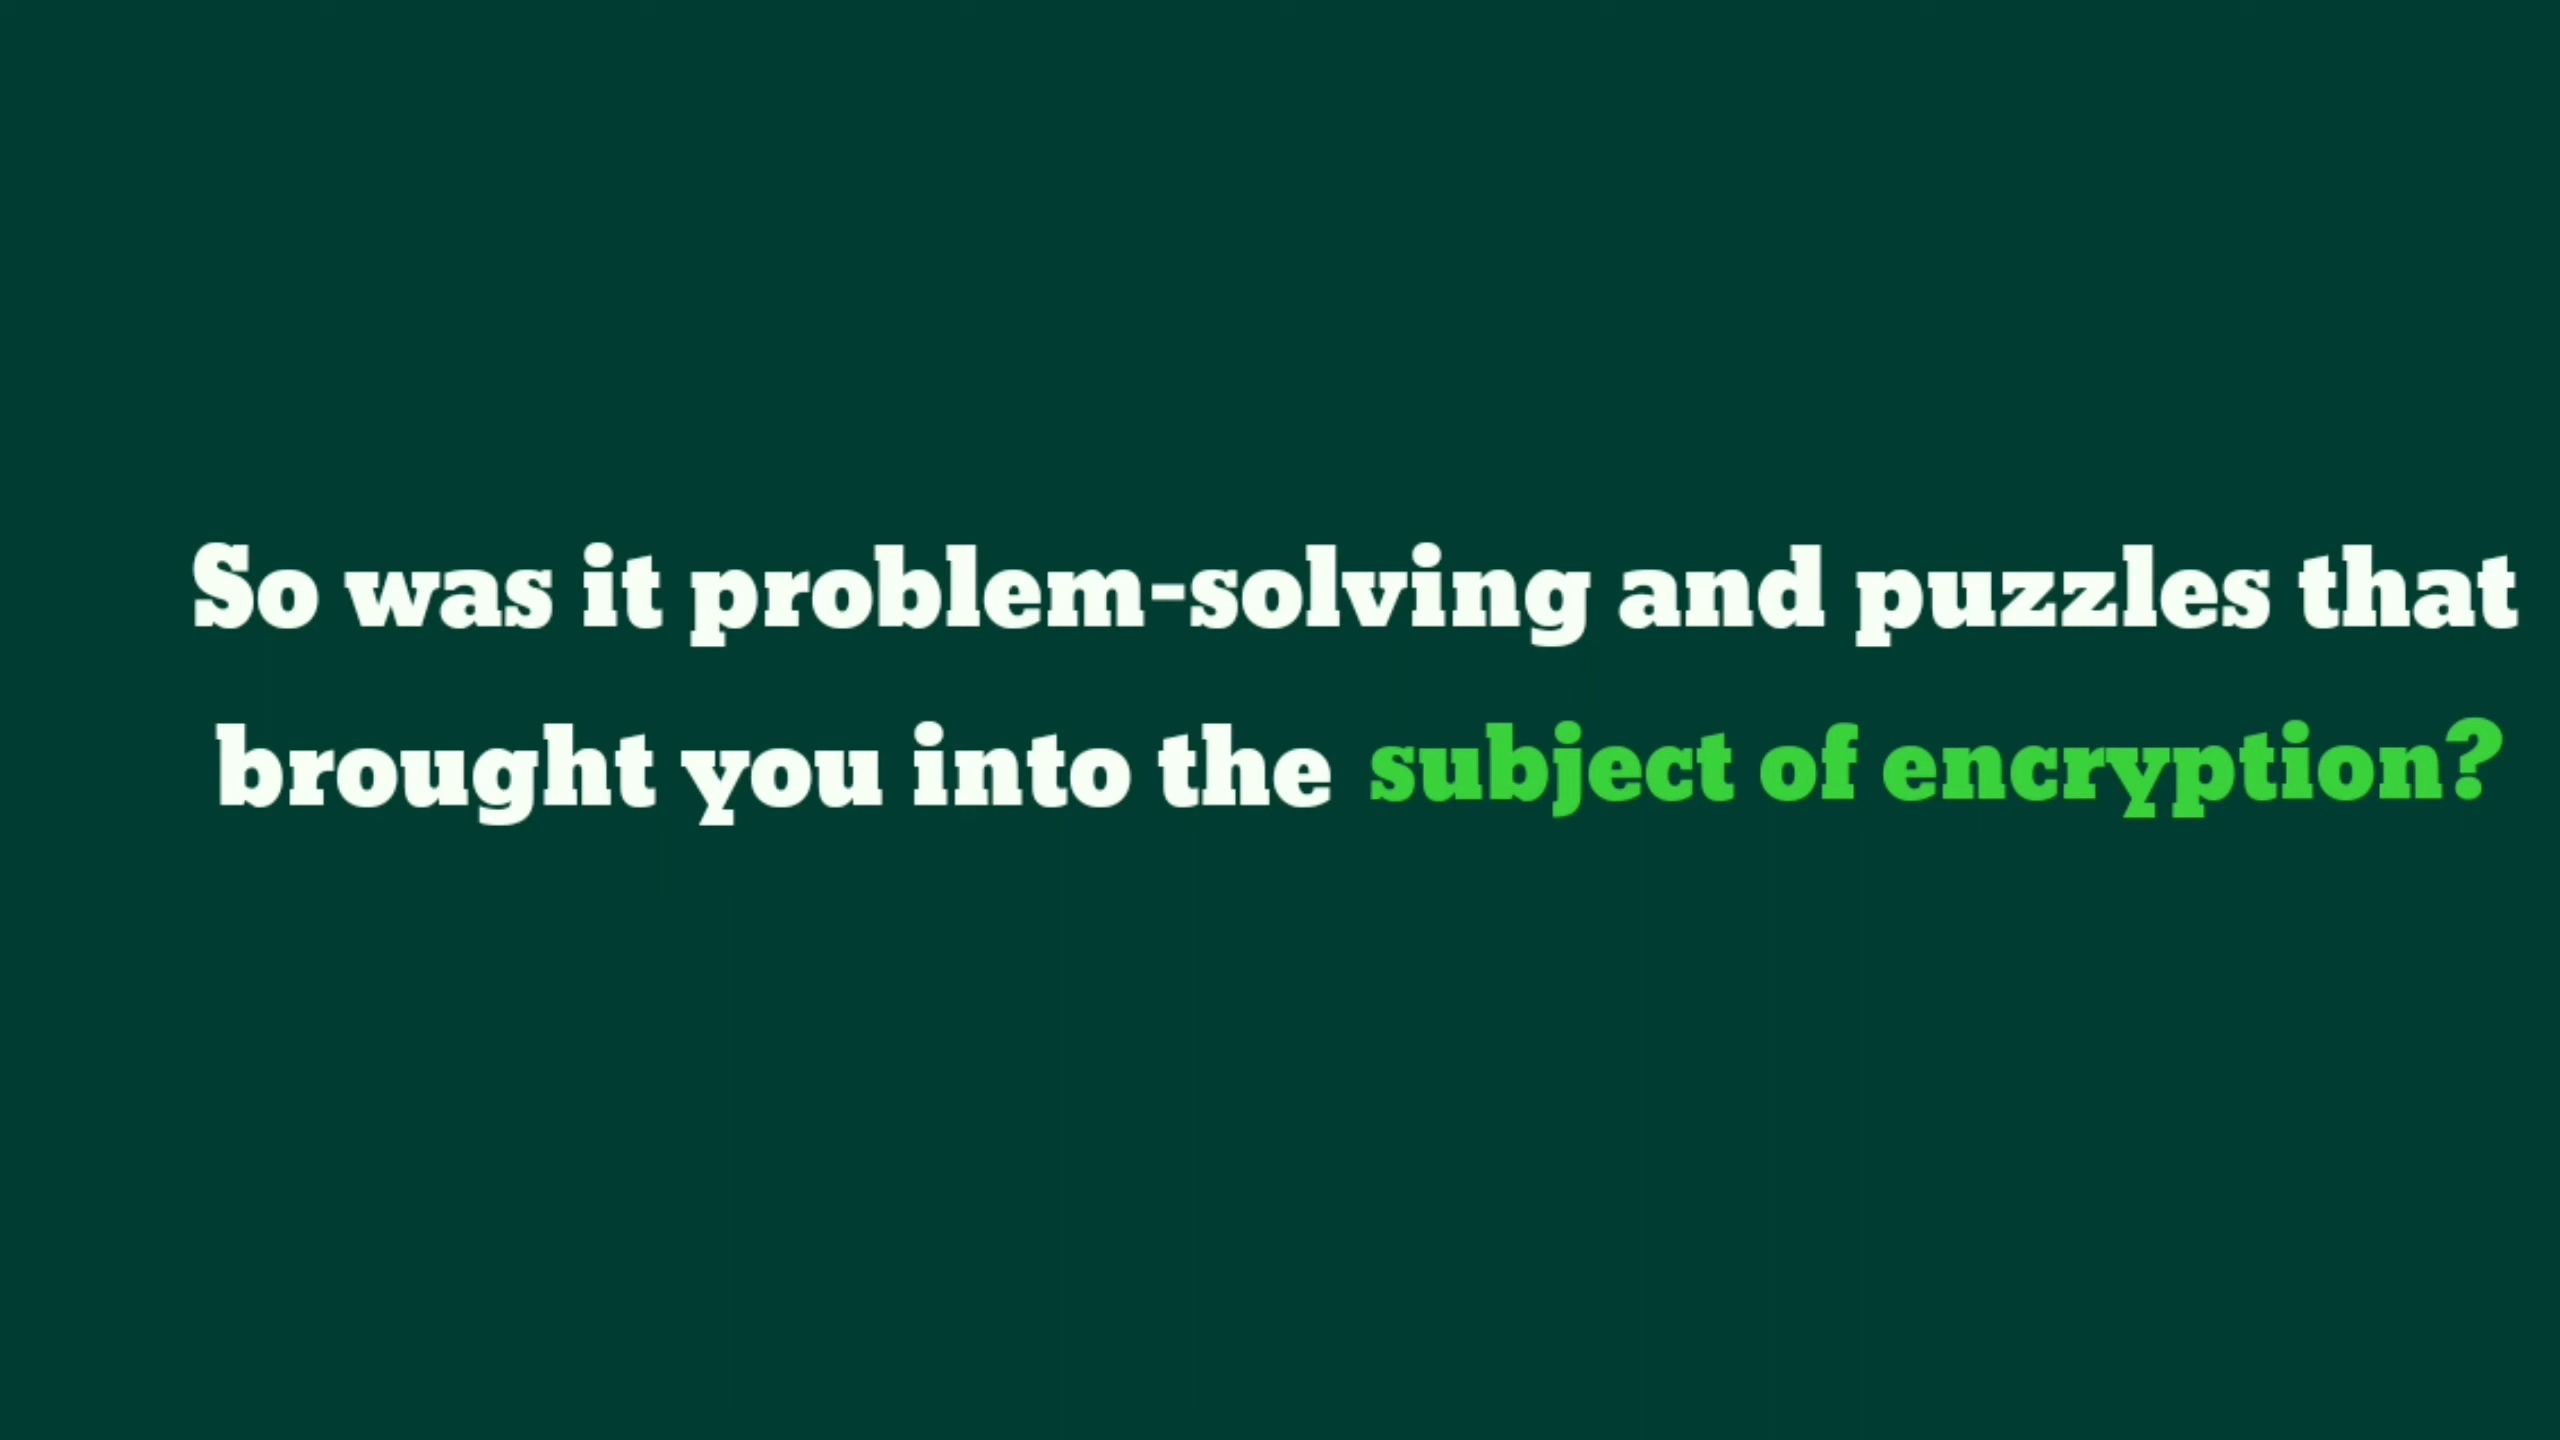 So was it problem-solving and puzzles that
brought you into the subject of encryption?